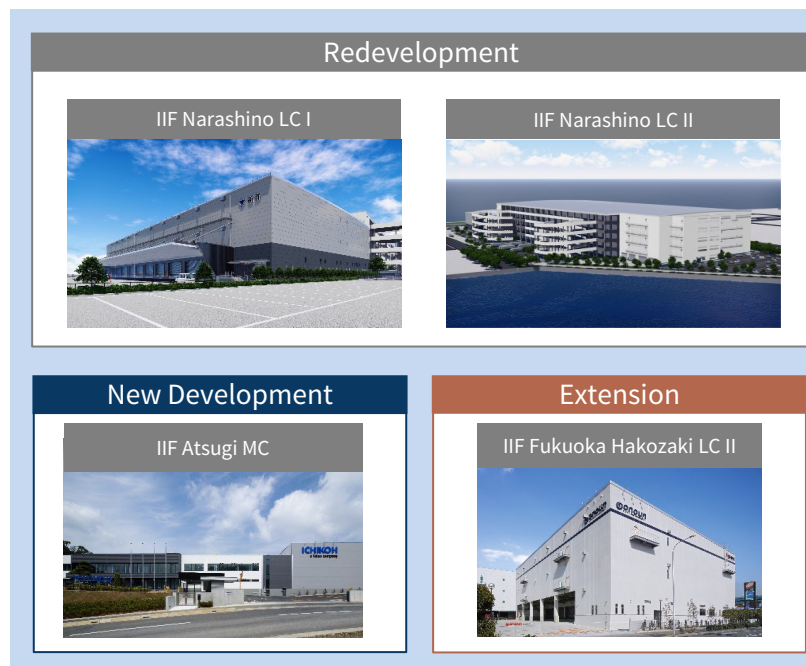 Redevelopment
IIF Narashino LC I
IIF Narashino LC II
New Development
Extension
IIF Atsugi MC
IIF Fukuoka Hakozaki LC II
ICHIKOH